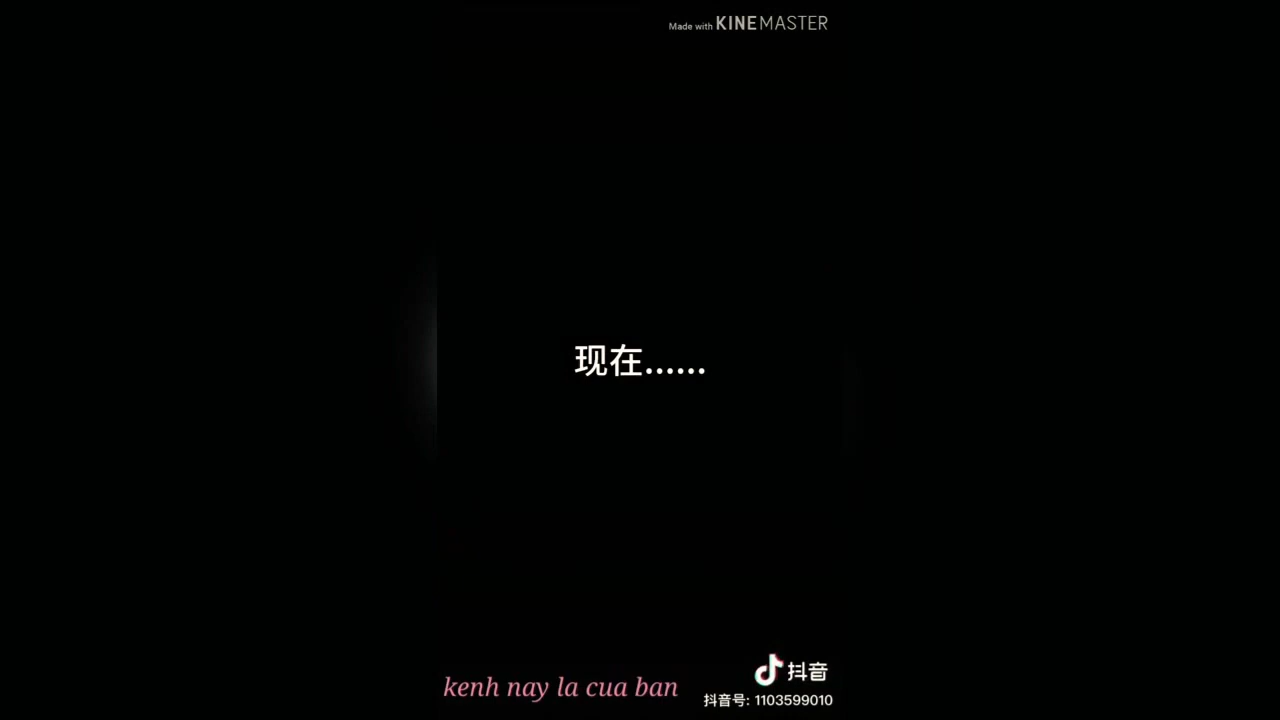 Made with KINEMASTER
现在......
抖音
kenh nay la cua ban
抖音号: 1103599010